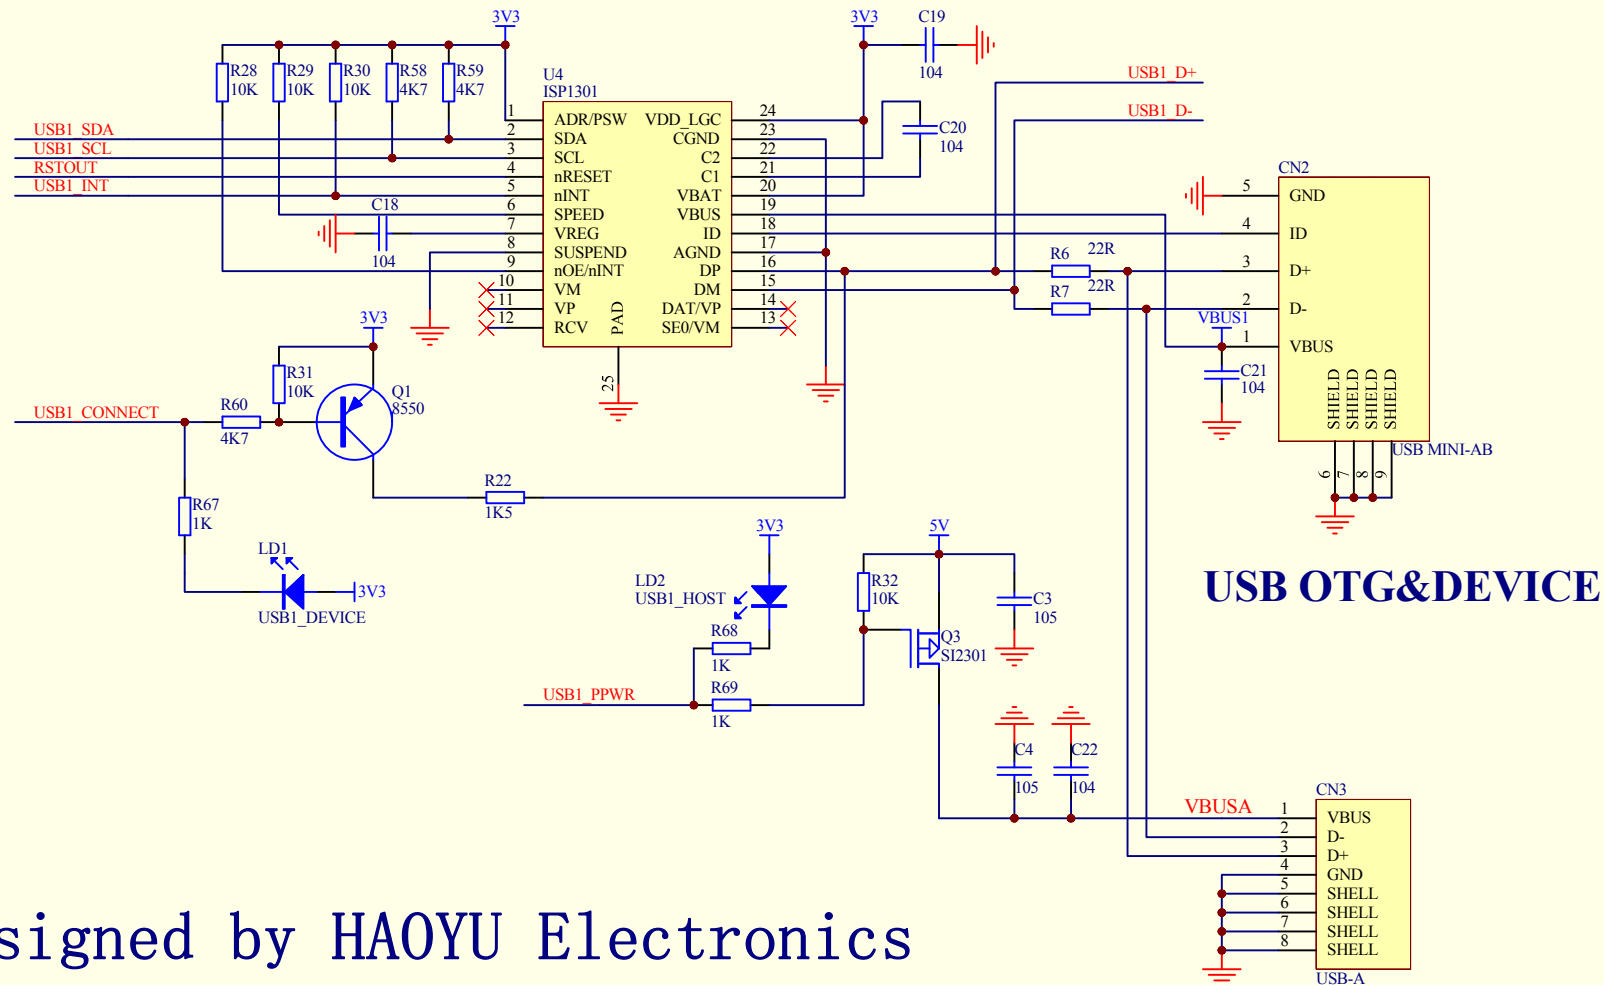 3V3
3V3
C19
104
R28
10K
R29
10K
R30
10K
R58
4K7
R59
4K7
U4
ISP1301
USB1_D+
USB1_D-
USB1_SDA
USB1_SCL
RSTOUT
USB1_INT
1 ADR/PSW
2 SDA
3 SCL
4 nRESET
5 nINT
6 SPEED
7 VREG
8 SUSPEND
9 nOE/nINT
10 VM
11 VP
12 RCV
VDD_LGC 24
CGND 23
C2 22
C1 21
VBAT 20
VBUS 19
ID 18
AGND 17
DP 16
DM 15
DAT/VP 14
SE0/VM 13
PAD
25
C20
104
C18
104
R6 22R
R7 22R
CN2
5 GND
4 ID
3 D+
2 D-
1 VBUS
SHIELD
SHIELD
SHIELD
SHIELD
6
7
8
9
USB MINI-AB
VBUS1
C21
104
3V3
R31
10K
Q1
8550
USB1_CONNECT
R60
4K7
R22
1K5
R67
1K
LD1
3V3
USB1_DEVICE
3V3
LD2
USB1_HOST
R68
1K
USB1_PPWR
R69
1K
5V
R32
10K
Q3
SI2301
C3
105
USB OTG&DEVICE
C4
105
C22
104
VBUSA
CN3
1 VBUS
2 D-
3 D+
4 GND
5 SHELL
6 SHELL
7 SHELL
8 SHELL
USB-A
signed by HAOYU Electronics